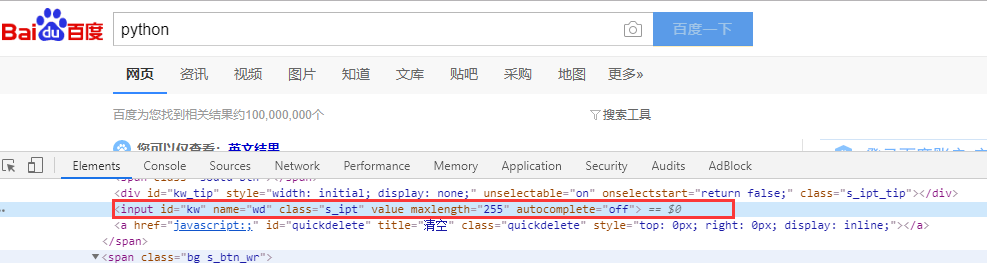 Bai du 百度
python
百度一下
网页 资讯 视频 图片 知道 文库 贴吧 采购 地图 更多»
百度为您找到相关结果约100,000,000个
搜索工具
您可以仅查看：英文结果
Elements Console Sources Network Performance Memory Application Security Audits AdBlock
<div id="kw_tip" style="width: initial; display: none;" unselectable="on" onselectstart="return false;" class="s_ipt_tip"></div>
… <input id="kw" name="wd" class="s_ipt" value maxlength="255" autocomplete="off"> == $0
<a href="javascript:;" id="quickdelete" title="清空" class="quickdelete" style="top: 0px; right: 0px; display: inline;"></a>
</span>
▼<span class="bg s_btn_wr">